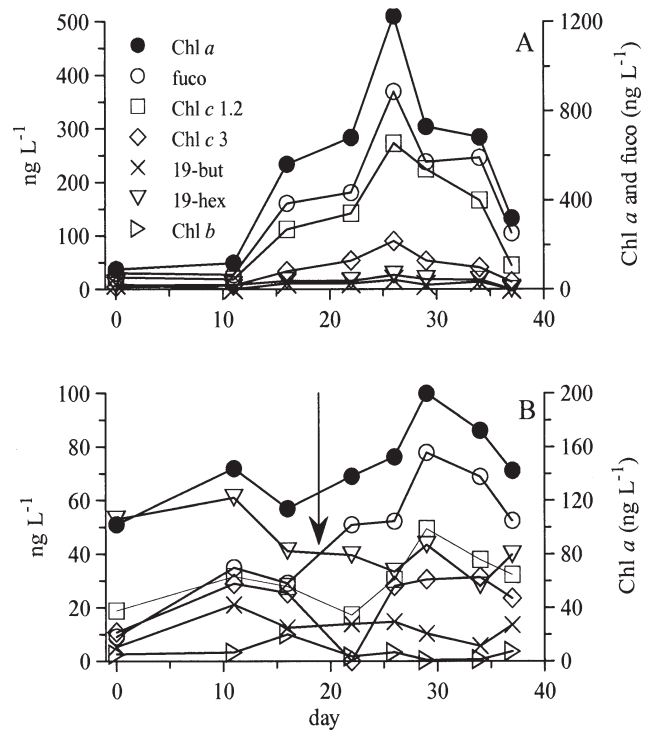 A
Chl a
fuco
Chl c 1.2
Chl c 3
19-but
19-hex
Chl b
500
400
300
200
100
0
ng L⁻¹
1200
800
400
0
Chl a and fuco (ng L⁻¹)
0 10 20 30 40
B
100
80
60
40
20
0
ng L⁻¹
200
160
120
80
40
0
Chl a (ng L⁻¹)
0 10 20 30 40
day